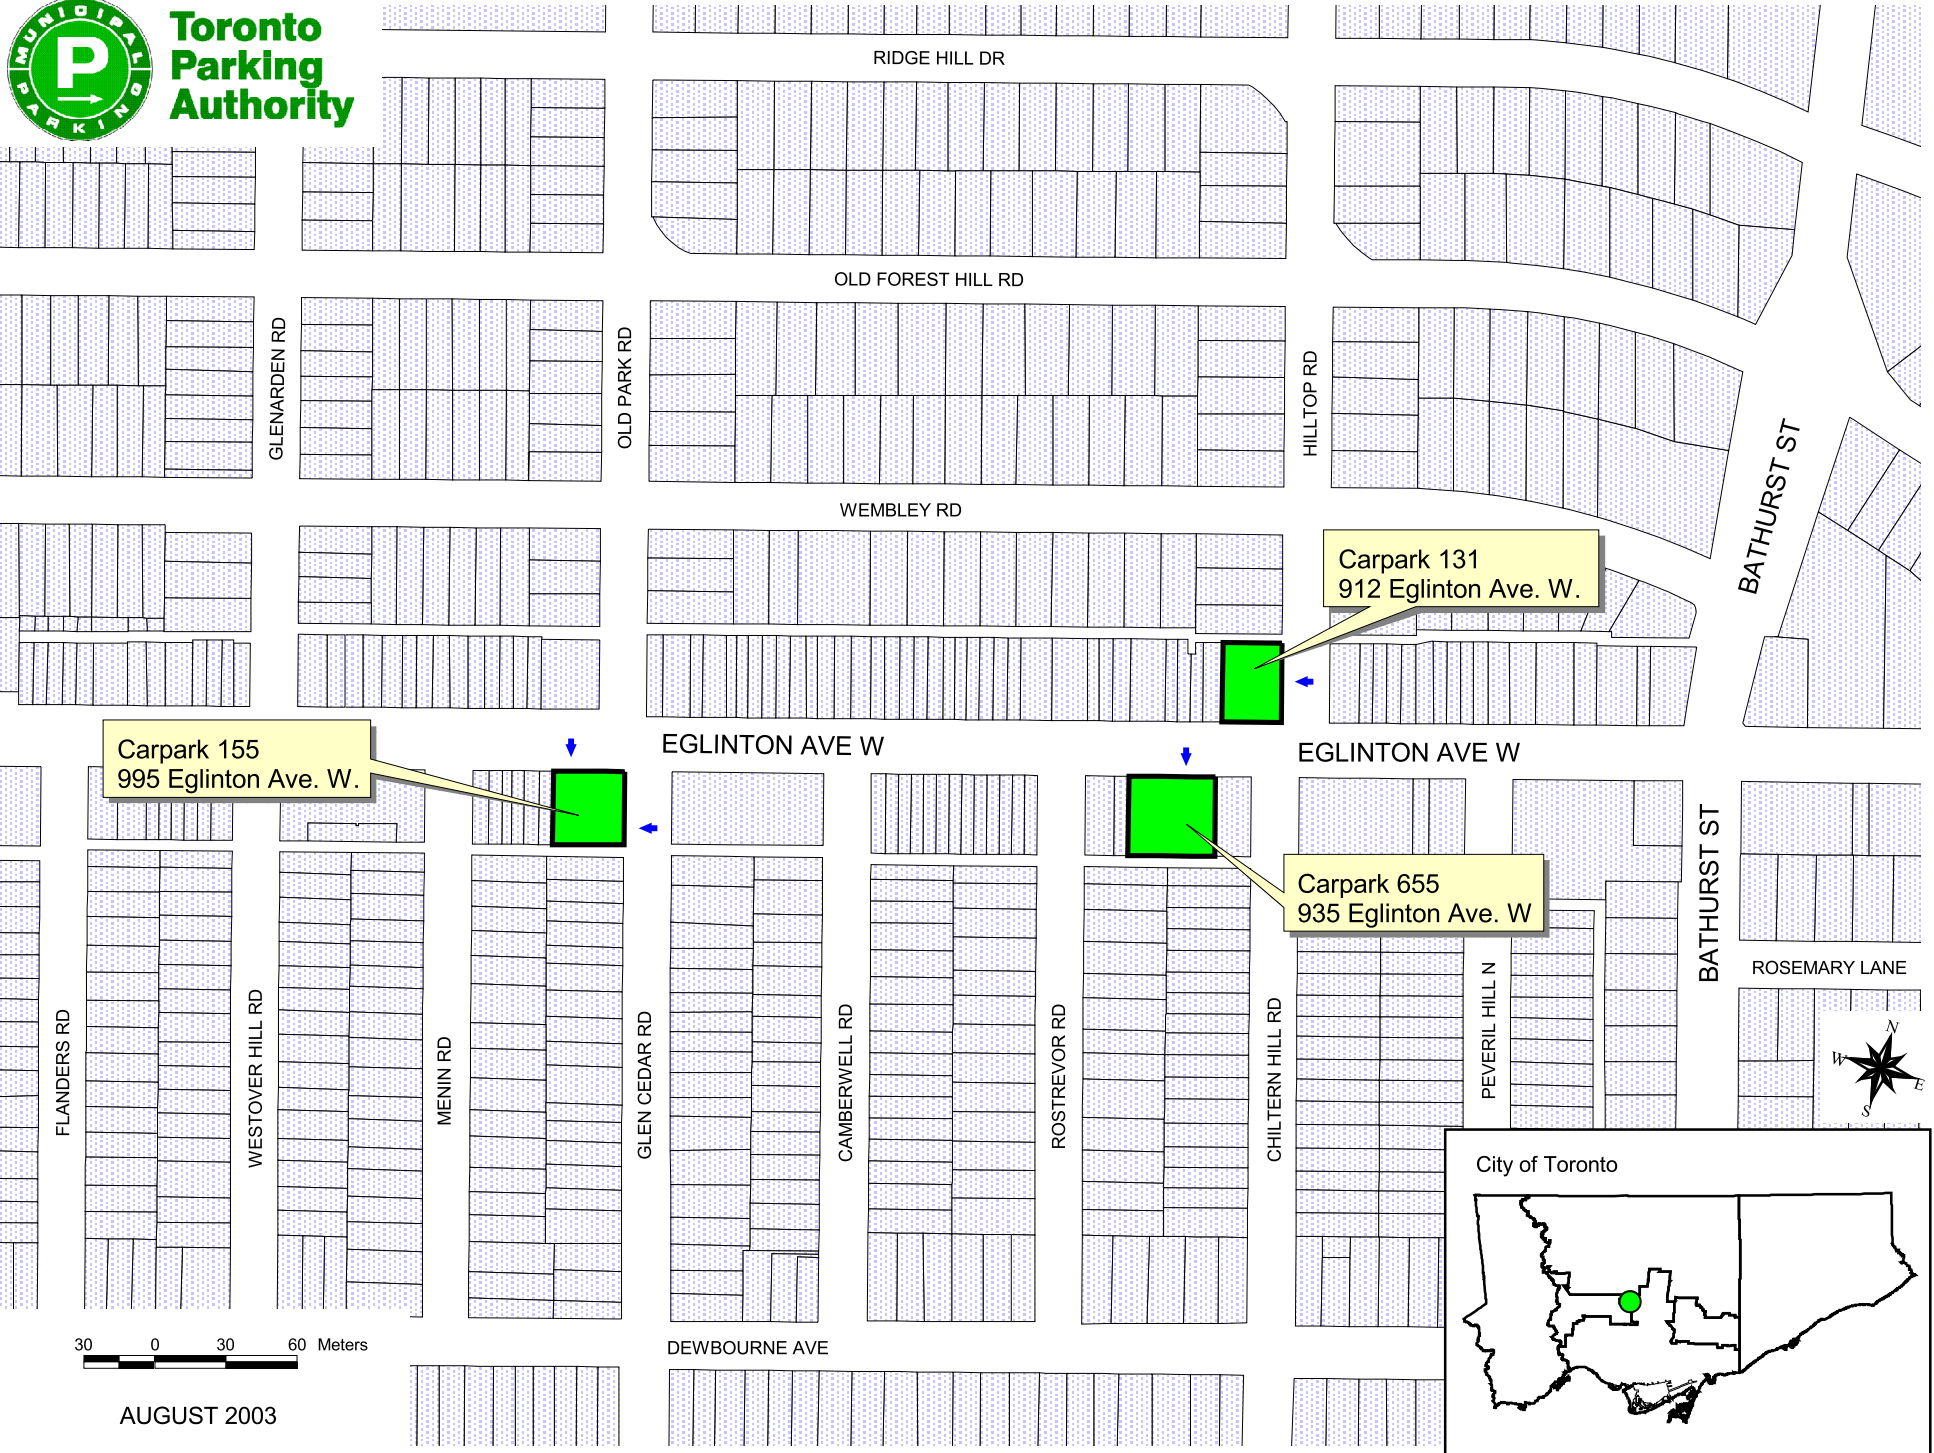 MUNICIPAL PARKING
P
Toronto
Parking
Authority
RIDGE HILL DR
OLD FOREST HILL RD
GLENARDEN RD
OLD PARK RD
HILLTOP RD
BATHURST ST
WEMBLEY RD
Carpark 131
912 Eglinton Ave. W.
Carpark 155
995 Eglinton Ave. W.
EGLINTON AVE W
EGLINTON AVE W
Carpark 655
935 Eglinton Ave. W
BATHURST ST
ROSEMARY LANE
FLANDERS RD
WESTOVER HILL RD
MENIN RD
GLEN CEDAR RD
CAMBERWELL RD
ROSTREVOR RD
CHILTERN HILL RD
PEVERIL HILL N
N
W
E
S
City of Toronto
30 0 30 60 Meters
DEWBOURNE AVE
AUGUST 2003